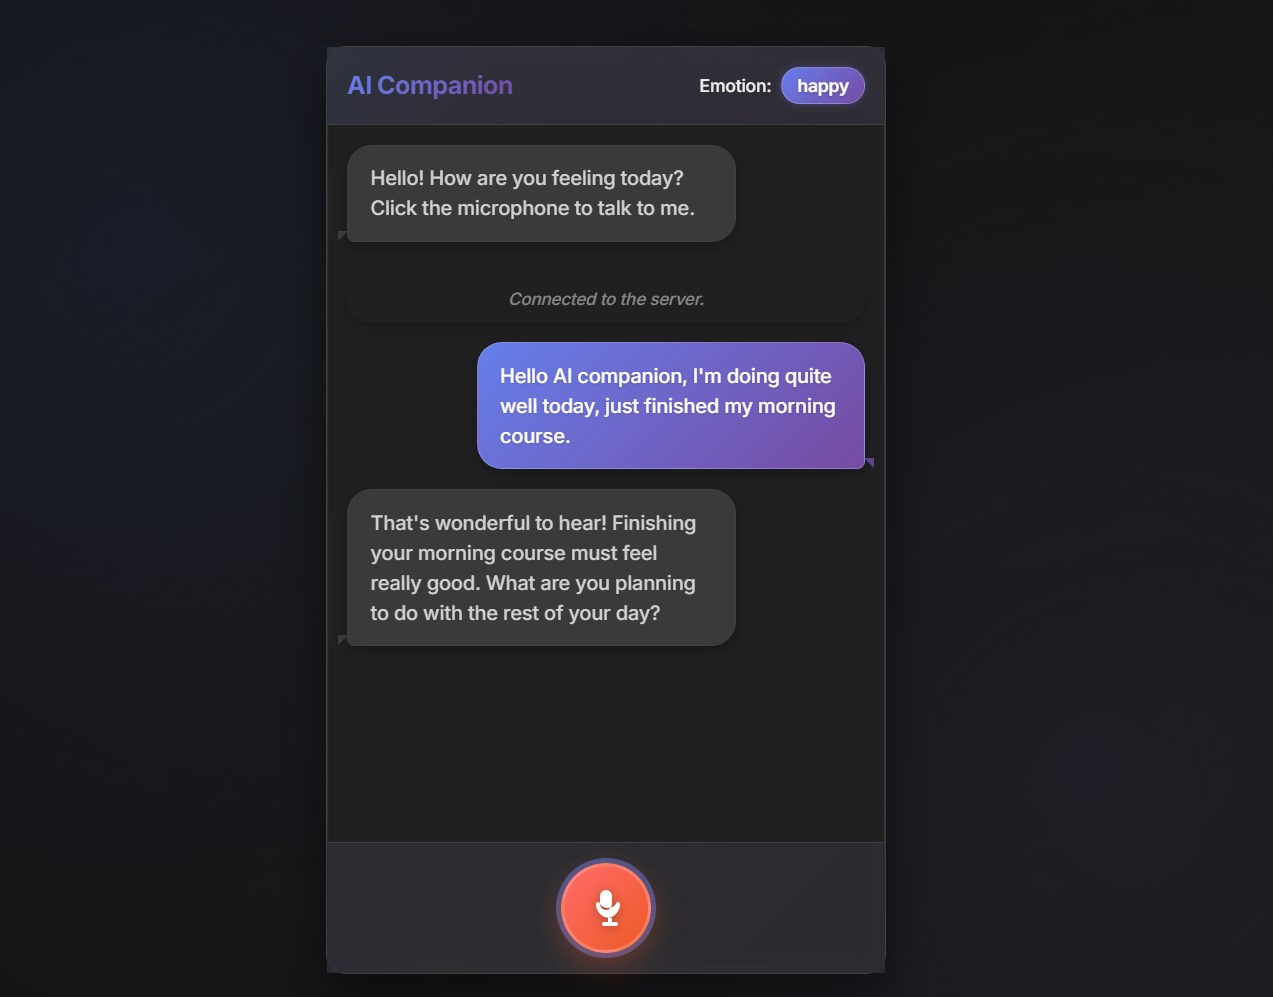 AI Companion
Emotion: happy
Hello! How are you feeling today?
Click the microphone to talk to me.
Connected to the server.
Hello AI companion, I'm doing quite
well today, just finished my morning
course.
That's wonderful to hear! Finishing
your morning course must feel
really good. What are you planning
to do with the rest of your day?